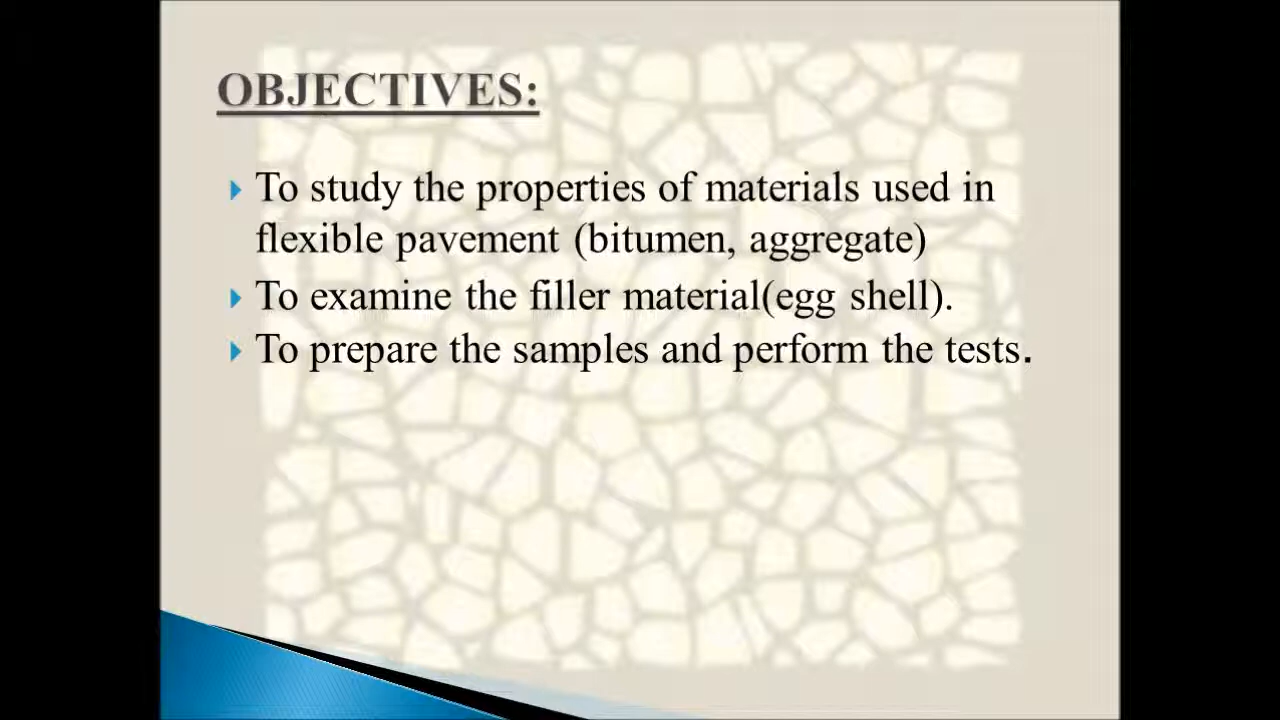 OBJECTIVES:
To study the properties of materials used in
flexible pavement (bitumen, aggregate)
To examine the filler material(egg shell).
To prepare the samples and perform the tests.